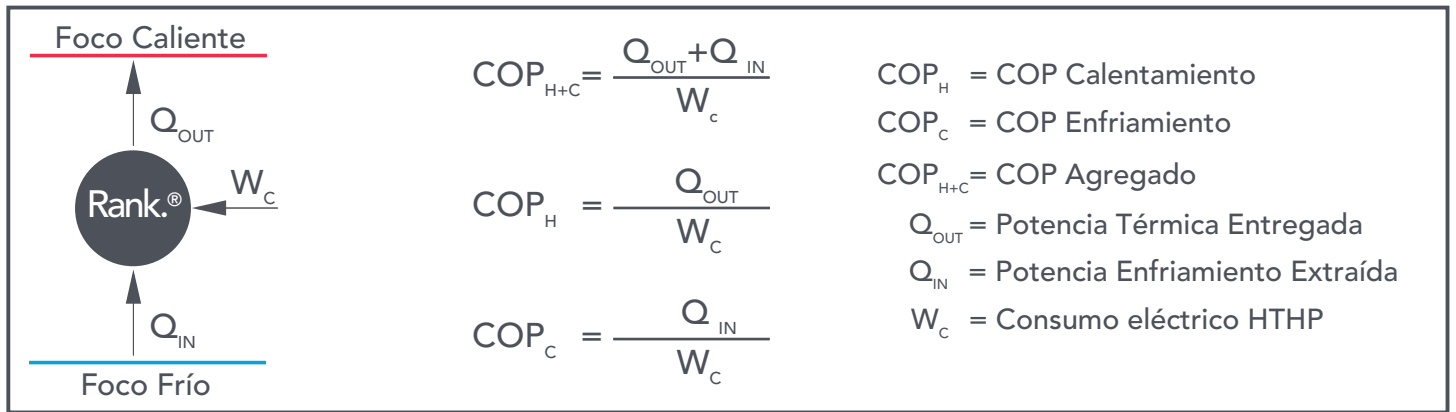 Foco Caliente
Q_OUT
Rank.®
W_C
Q_IN
Foco Frío
COP_H+C = (Q_OUT + Q_IN) / W_c
COP_H = Q_OUT / W_C
COP_C = Q_IN / W_C
COP_H = COP Calentamiento
COP_C = COP Enfriamiento
COP_H+C = COP Agregado
Q_OUT = Potencia Térmica Entregada
Q_IN = Potencia Enfriamiento Extraída
W_C = Consumo eléctrico HTHP